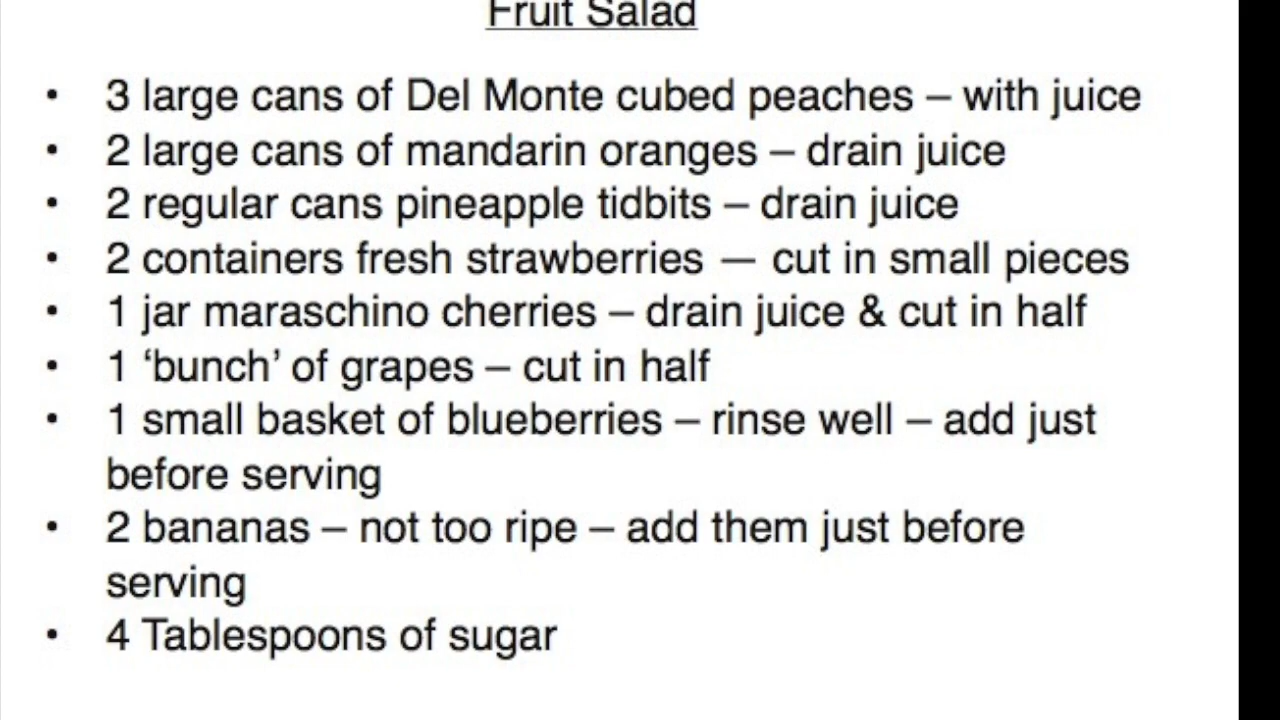 Fruit Salad
• 3 large cans of Del Monte cubed peaches – with juice
• 2 large cans of mandarin oranges – drain juice
• 2 regular cans pineapple tidbits – drain juice
• 2 containers fresh strawberries — cut in small pieces
• 1 jar maraschino cherries – drain juice & cut in half
• 1 ‘bunch’ of grapes – cut in half
• 1 small basket of blueberries – rinse well – add just
before serving
• 2 bananas – not too ripe – add them just before
serving
• 4 Tablespoons of sugar